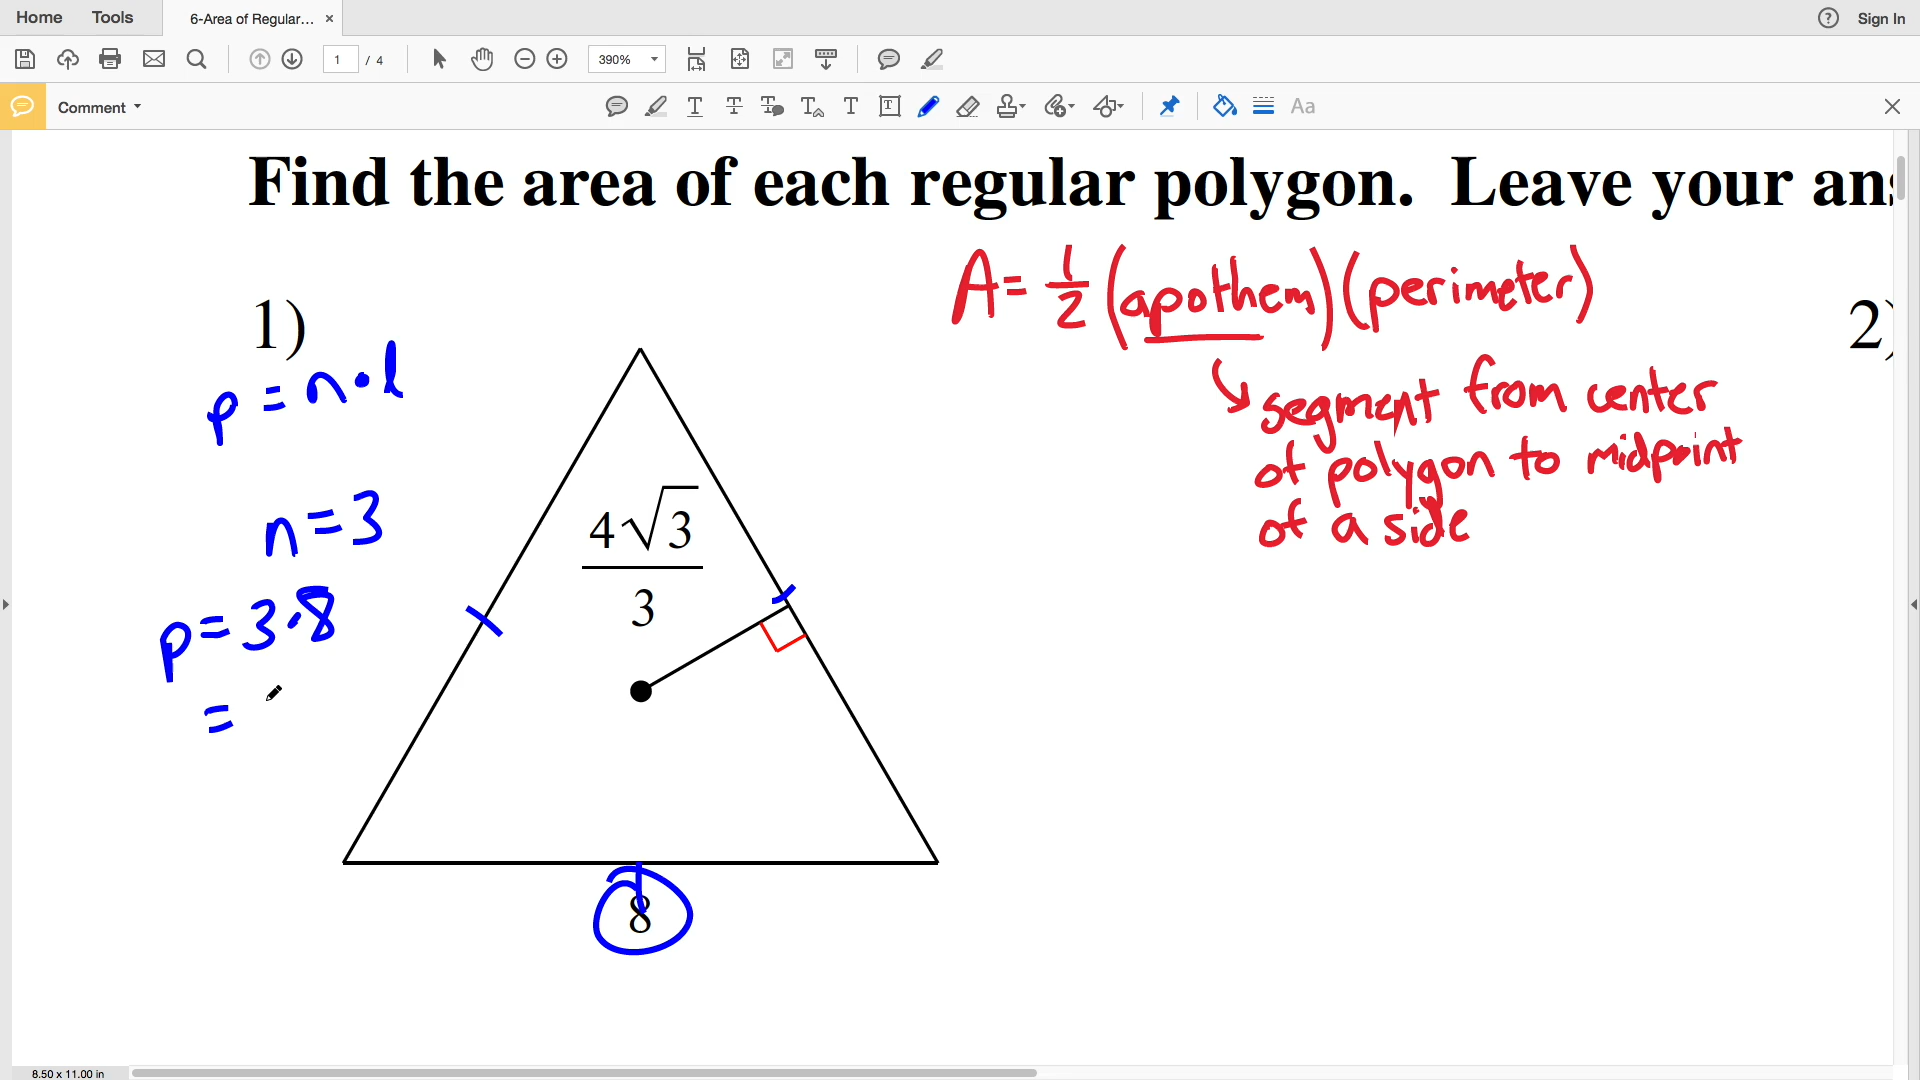 Home Tools 6-Area of Regular... × Sign In
1 / 4 390%
Comment Aa
Find the area of each regular polygon. Leave your ans
A = 1/2 (apothem)(perimeter)
segment from center
of polygon to midpoint
of a side
1)
2)
p = n • l
n = 3
p = 3 • 8
=
4√3
3
8
8.50 x 11.00 in